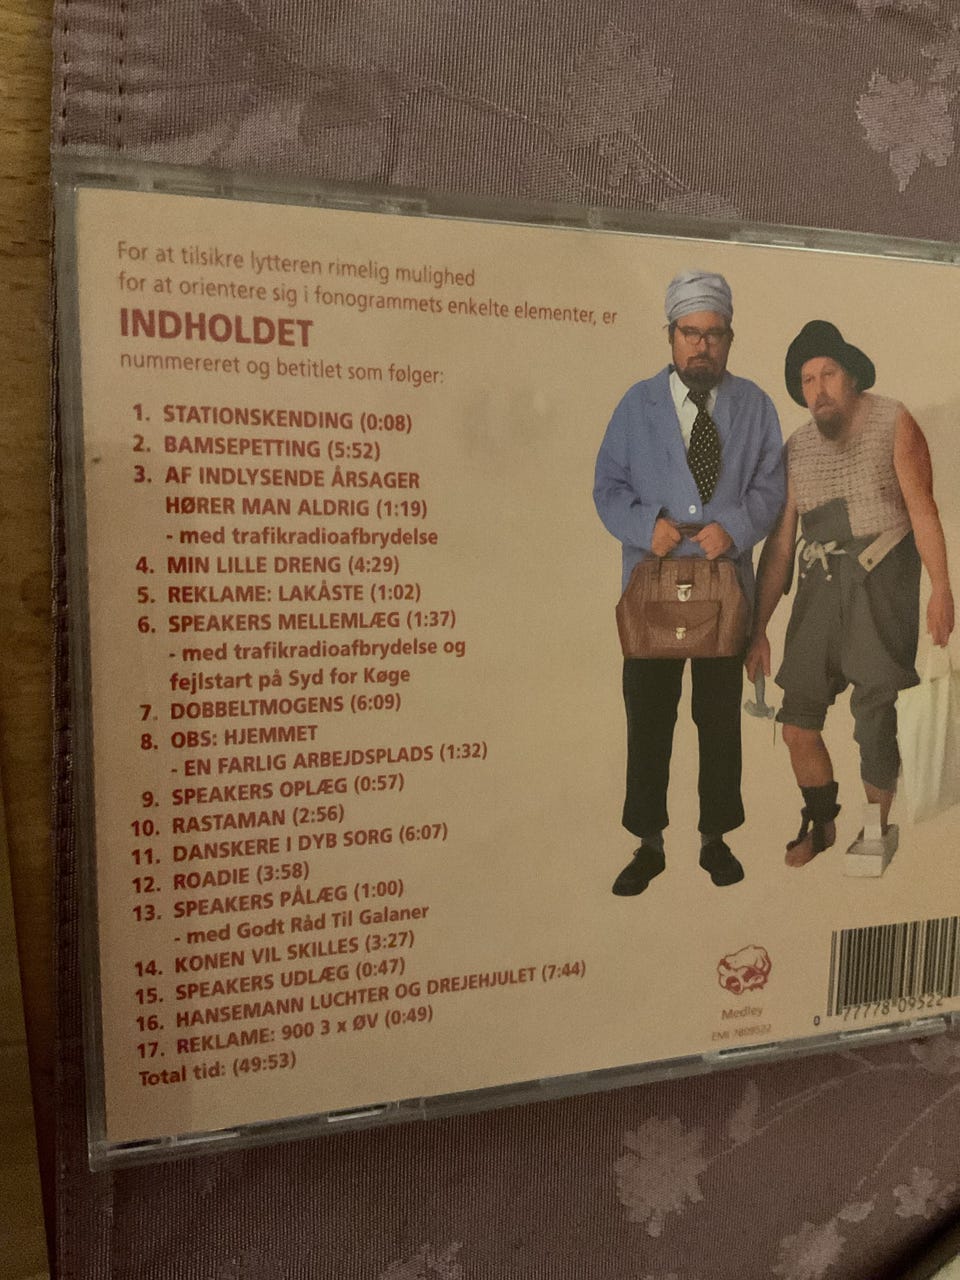 For at tilsikre lytteren rimelig mulighed
for at orientere sig i fonogrammets enkelte elementer, er
INDHOLDET
nummereret og betitlet som følger:
1. STATIONSKENDING (0:08)
2. BAMSEPETTING (5:52)
3. AF INDLYSENDE ÅRSAGER
HØRER MAN ALDRIG (1:19)
- med trafikradioafbrydelse
4. MIN LILLE DRENG (4:29)
5. REKLAME: LAKÅSTE (1:02)
6. SPEAKERS MELLEMLÆG (1:37)
- med trafikradioafbrydelse og
fejlstart på Syd for Køge
7. DOBBELTMOGENS (6:09)
8. OBS: HJEMMET
- EN FARLIG ARBEJDSPLADS (1:32)
9. SPEAKERS OPLÆG (0:57)
10. RASTAMAN (2:56)
11. DANSKERE I DYB SORG (6:07)
12. ROADIE (3:58)
13. SPEAKERS PÅLÆG (1:00)
- med Godt Råd Til Galaner
14. KONEN VIL SKILLES (3:27)
15. SPEAKERS UDLÆG (0:47)
16. HANSEMANN LUCHTER OG DREJEHJULET (7:44)
17. REKLAME: 900 3 x ØV (0:49)
Total tid: (49:53)
Medley
EMI 7809522
0 77778 09522